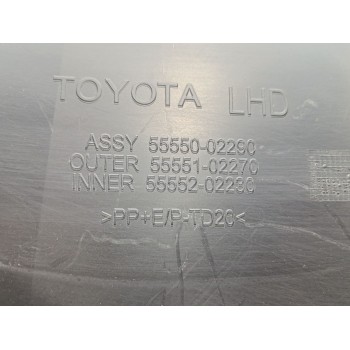 TOYOTA LHD
ASSY 55550-02290
OUTER 55551-02270
INNER 55552-02230
>PP+E/P-TD20<